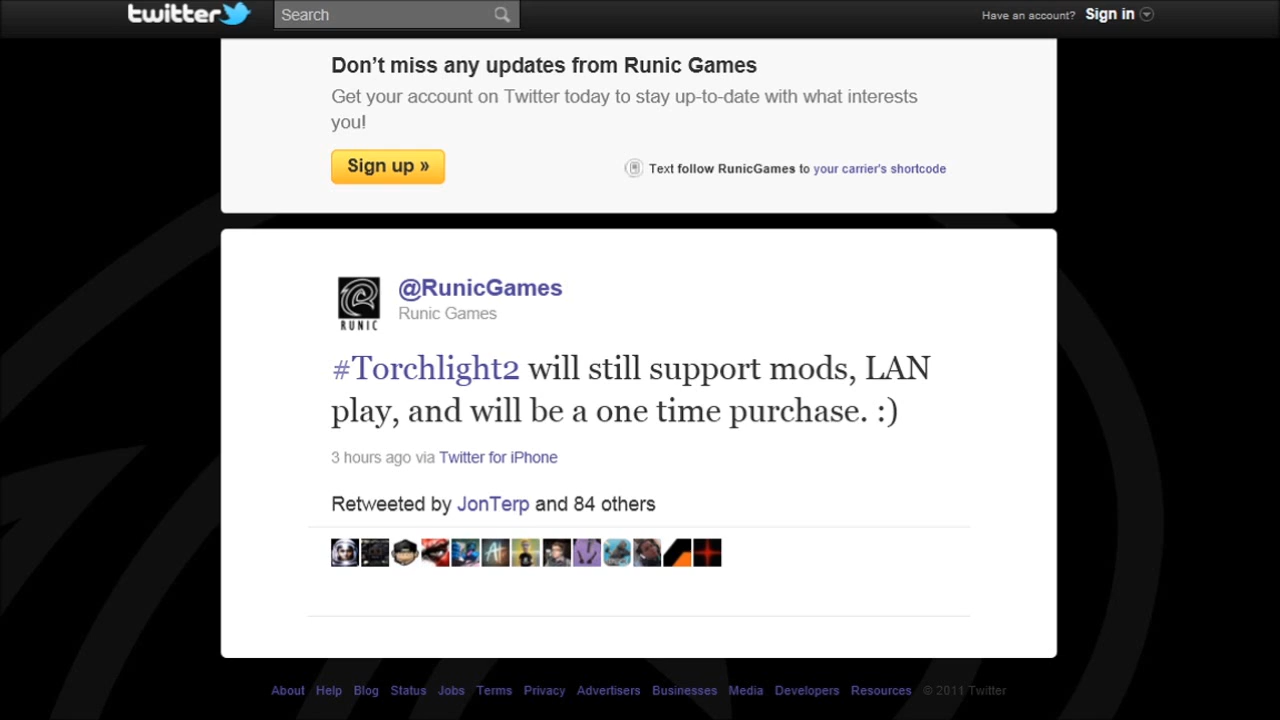 twitter
Search
Have an account? Sign in
Don't miss any updates from Runic Games
Get your account on Twitter today to stay up-to-date with what interests
you!
Sign up »
Text follow RunicGames to your carrier's shortcode
RUNIC
@RunicGames
Runic Games
#Torchlight2 will still support mods, LAN
play, and will be a one time purchase. :)
3 hours ago via Twitter for iPhone
Retweeted by JonTerp and 84 others
About Help Blog Status Jobs Terms Privacy Advertisers Businesses Media Developers Resources © 2011 Twitter